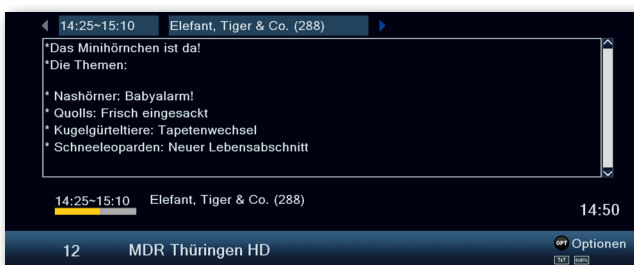 14:25~15:10 Elefant, Tiger & Co. (288)
*Das Minihörnchen ist da!
*Die Themen:
* Nashörner: Babyalarm!
* Quolls: Frisch eingesackt
* Kugelgürteltiere: Tapetenwechsel
* Schneeleoparden: Neuer Lebensabschnitt
14:25~15:10 Elefant, Tiger & Co. (288)
14:50
12 MDR Thüringen HD
OPT Optionen
TXT SUBTL